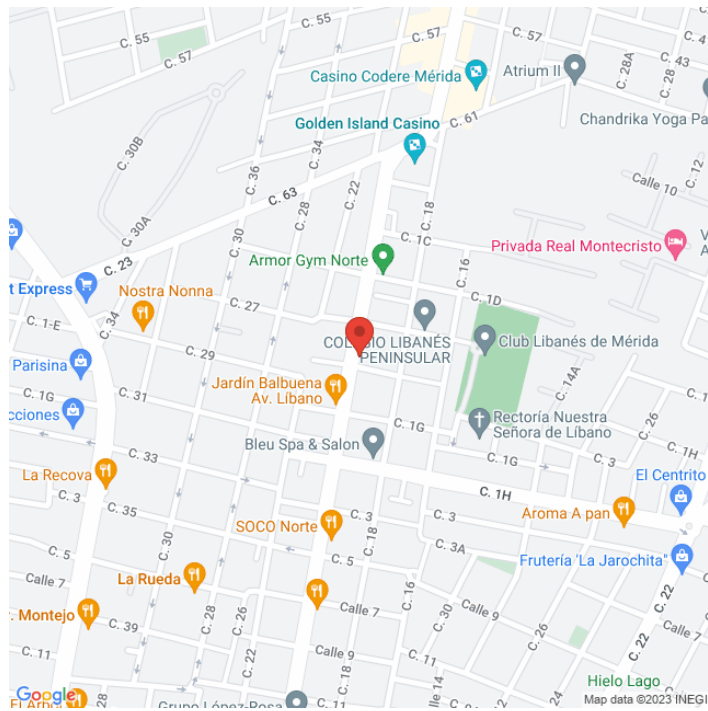 C. 55
C. 55
C. 57
C. 57
C. 57
C. 43
C. 28A
Casino Codere Mérida
Atrium II
Golden Island Casino
C. 61
Chandrika Yoga Pa
C. 30B
C. 34
C. 36
C. 22
C. 63
C. 12
Calle 10
C. 30A
C. 28
C. 18
C. 30
C. 1C
Privada Real Montecristo
V
A
C. 23
Armor Gym Norte
C. 16
t Express
Nostra Nonna
C. 1D
C. 27
C. 1-E
C. 34
COLEGIO LIBANÉS
PENINSULAR
Club Libanés de Mérida
C. 29
Parisina
Jardín Balbuena
Av. Líbano
C. 14A
C. 1G
C. 31
cciones
C. 1G
Rectoría Nuestra
Señora de Líbano
C. 26
Bleu Spa & Salon
C. 1H
C. 33
C. 1G
C. 3
La Recova
C. 1H
El Centrito
C. 3
C. 35
C. 3
C. 3
Aroma A pan
SOCO Norte
C. 18
C. 3A
C. 5
C. 5
Frutería 'La Jarochita"
C. 30
Calle 7
La Rueda
C. 16
C. 22
Calle 7
Calle 9
C. 28
C. 26
. Montejo
C. 39
C. 26
C. 22
Calle 7
C. 11
C. 22
Calle 9
C. 18
C. 11
Calle 14
Hielo Lago
Google
El Árbol
Grupo López-Rosa
Map data ©2023 INEGI